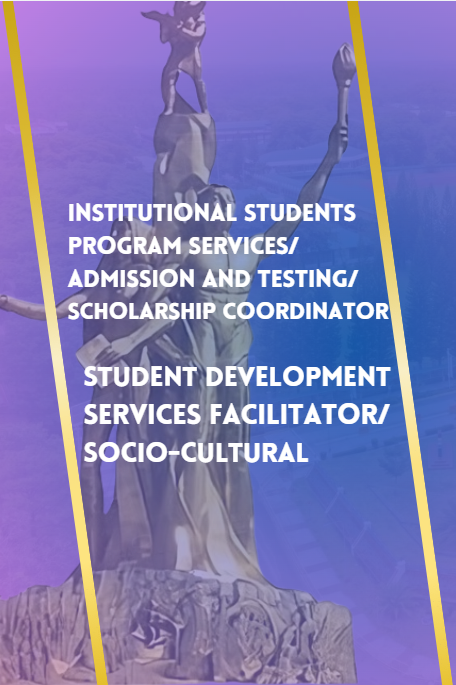 INSTITUTIONAL STUDENTS
PROGRAM SERVICES/
ADMISSION AND TESTING/
SCHOLARSHIP COORDINATOR
STUDENT DEVELOPMENT
SERVICES FACILITATOR/
SOCIO-CULTURAL